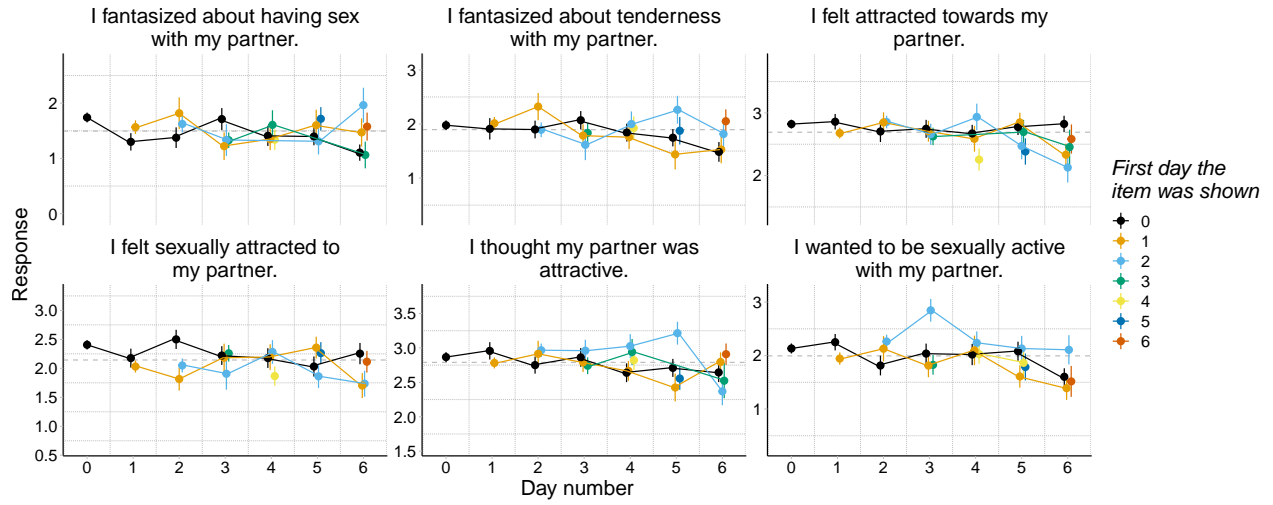 I fantasized about having sex
with my partner.
I fantasized about tenderness
with my partner.
I felt attracted towards my
partner.
2
1
0
3
2
1
3
2
I felt sexually attracted to
my partner.
I thought my partner was
attractive.
I wanted to be sexually active
with my partner.
3.0
2.5
2.0
1.5
1.0
0.5
3.5
3.0
2.5
2.0
1.5
3
2
1
0 1 2 3 4 5 6
0 1 2 3 4 5 6
0 1 2 3 4 5 6
Response
Day number
First day the
item was shown
0
1
2
3
4
5
6